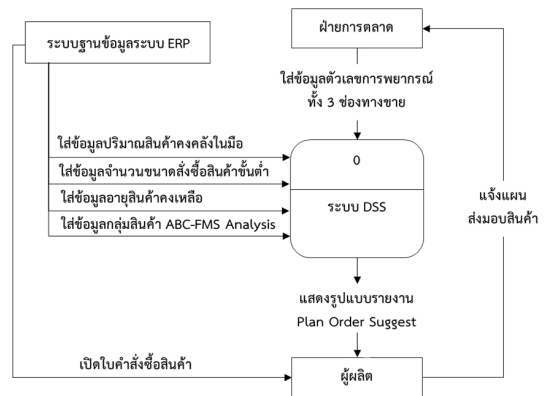 ฝ่ายการตลาด
ระบบฐานข้อมูลระบบ ERP
ใส่ข้อมูลตัวเลขการพยากรณ์
ทั้ง 3 ช่องทางขาย
ใส่ข้อมูลปริมาณสินค้าคงคลังในมือ
ใส่ข้อมูลจำนวนขนาดสั่งซื้อสินค้าขั้นต่ำ
ใส่ข้อมูลอายุสินค้าคงเหลือ
ใส่ข้อมูลกลุ่มสินค้า ABC-FMS Analysis
0
ระบบ DSS
แจ้งแผน
ส่งมอบสินค้า
แสดงรูปแบบรายงาน
Plan Order Suggest
เปิดใบคำสั่งซื้อสินค้า
ผู้ผลิต